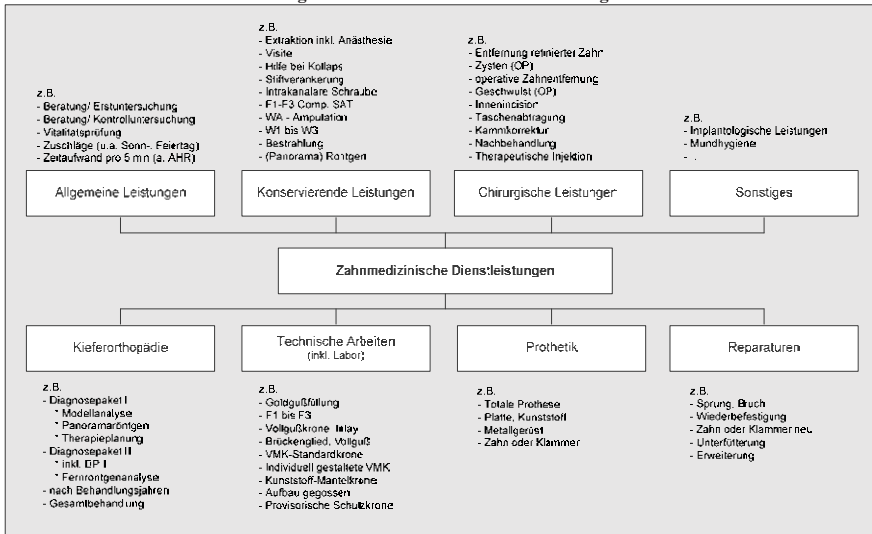 z.B.
- Beratung/ Erstuntersuchung
- Beratung/ Kontrolluntersuchung
- Vitalitätsprüfung
- Zuschläge (u.a. Sonn-. Feiertag)
- Zeitaufwand pro 5 min (a. AHR)
Allgemeine Leistungen
z.B.
- Extraktion inkl. Anästhesie
- Visite
- Hilfe bei Kollaps
- Stiftverankerung
- Intrakanalare Schraube
- F1-F3 Comp. SAT
- WA - Amputation
- W1 bis W3
- Bestrahlung
- (Panorama) Röntgen
Konservierende Leistungen
z.B.
- Entfernung retinierter Zahn
- Zysten (OP)
- operative Zahnentfernung
- Geschwulst (OP)
- Innenincision
- Taschenabtragung
- Kammkorrektur
- Nachbehandlung
- Therapeutische Injektion
Chirurgische Leistungen
z.B.
- Implantologische Leistungen
- Mundhygiene
- ..
Sonstiges
Zahnmedizinische Dienstleistungen
Kieferorthopädie
z.B.
- Diagnosepaket I
* Modellanalyse
* Panoramaröntgen
* Therapieplanung
- Diagnosepaket II
* inkl. DP I
* Fernröntgenanalyse
- nach Behandlungsjahren
- Gesamtbehandlung
Technische Arbeiten
(inkl. Labor)
z.B.
- Goldgußfüllung
- F1 bis F3
- Vollgußkrone Inlay
- Brückenglied, Vollguß
- VMK-Standardkrone
- Individuell gestaltete VMK
- Kunststoff-Mantelkrone
- Aufbau gegossen
- Provisorische Schutzkrone
Prothetik
z.B.
- Totale Prothese
- Platte, Kunststoff
- Metallgerüst
- Zahn oder Klammer
Reparaturen
z.B.
- Sprung, Bruch
- Wiederbefestigung
- Zahn oder Klammer neu
- Unterfütterung
- Erweiterung